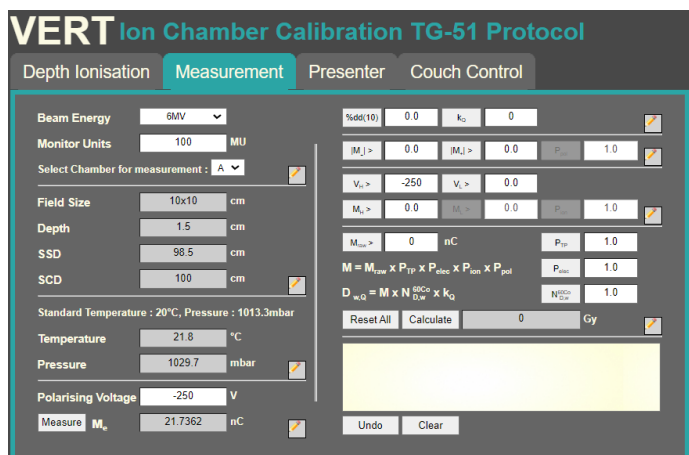 VERT Ion Chamber Calibration TG-51 Protocol
Depth Ionisation Measurement Presenter Couch Control
Beam Energy 6MV
Monitor Units 100 MU
Select Chamber for measurement : A
Field Size 10x10 cm
Depth 1.5 cm
SSD 98.5 cm
SCD 100 cm
Standard Temperature : 20°C, Pressure : 1013.3mbar
Temperature 21.8 °C
Pressure 1029.7 mbar
Polarising Voltage -250 V
Measure Me 21.7362 nC
%dd(10) 0.0 kQ 0
|M-| > 0.0 |M+| > 0.0 1.0
VH > -250 VL > 0.0
MH > 0.0 ML > 0.0 1.0
Mraw > 0 nC PTP 1.0
M = Mraw x PTP x Pelec x Pion x Ppol Pelec 1.0
D w,Q = M x N 60Co D,w x kQ N 60Co D,w 1.0
Reset All Calculate 0 Gy
Undo Clear